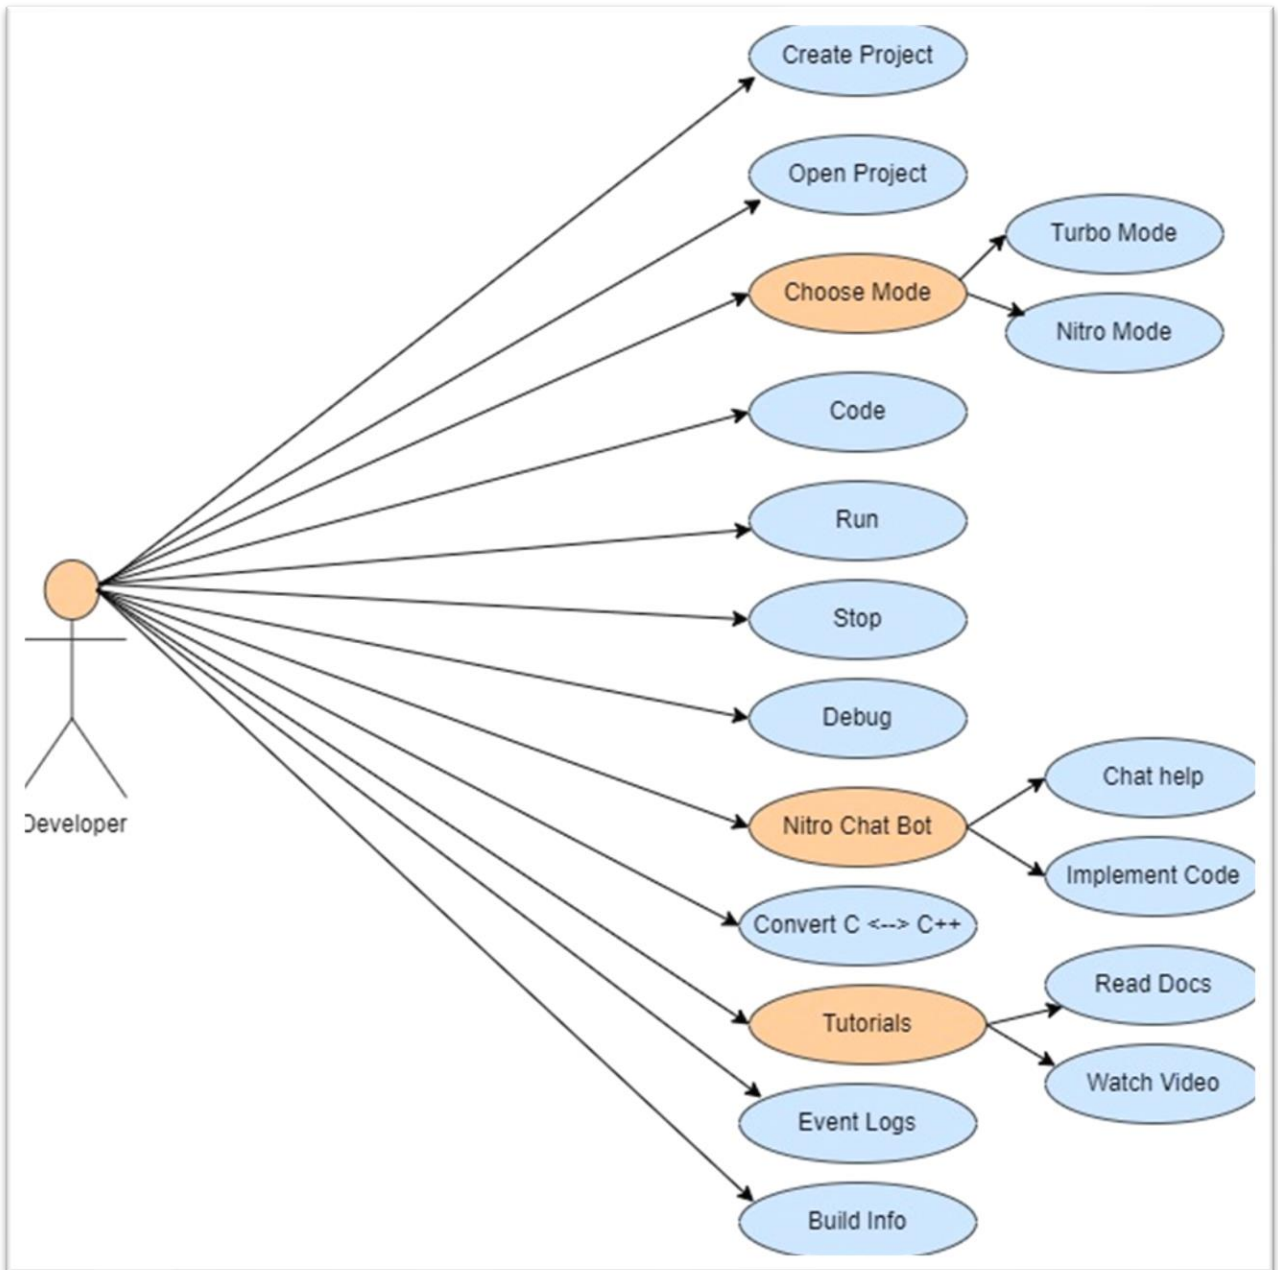 Create Project
Open Project
Turbo Mode
Choose Mode
Nitro Mode
Code
Run
Stop
Debug
Chat help
Developer
Nitro Chat Bot
Implement Code
Convert C <--> C++
Read Docs
Tutorials
Watch Video
Event Logs
Build Info